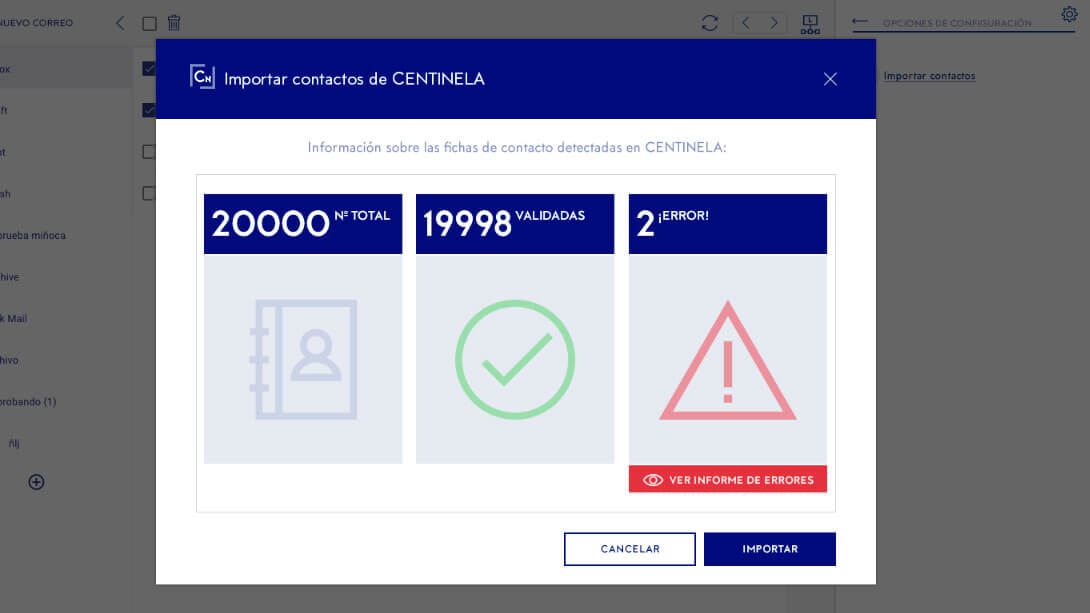 NUEVO CORREO
OPCIONES DE CONFIGURACIÓN
Importar contactos
CN Importar contactos de CENTINELA
Información sobre las fichas de contacto detectadas en CENTINELA:
20000 Nº TOTAL
19998 VALIDADAS
2 ¡ERROR!
VER INFORME DE ERRORES
CANCELAR
IMPORTAR
ox
ft
nt
sh
rueba miñoca
hive
k Mail
hivo
robando (1)
ñlj